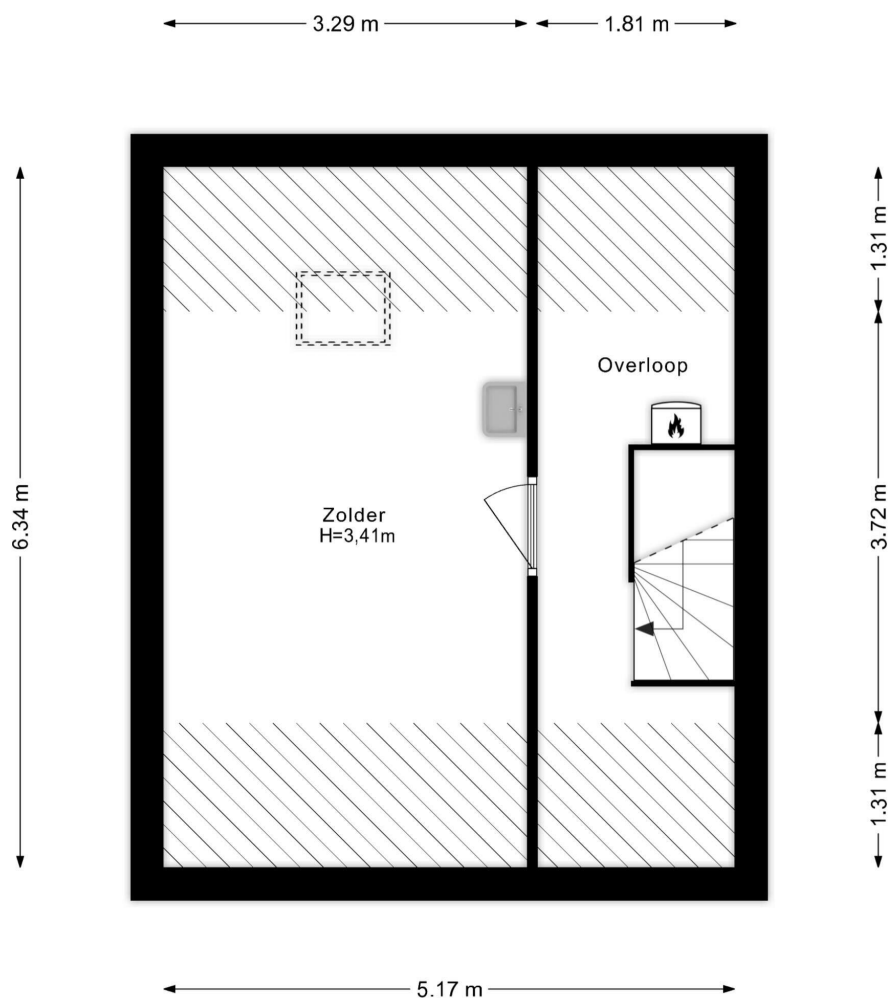 3.29 m
1.81 m
1.31 m
Overloop
6.34 m
Zolder
H=3,41m
3.72 m
1.31 m
5.17 m